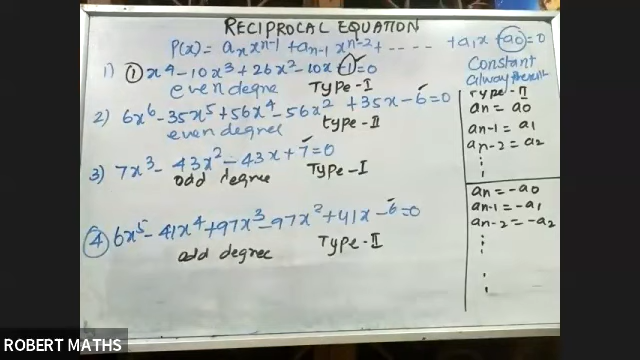 RECIPROCAL EQUATION
P(x) = aₙxⁿ⁻¹ + aₙ₋₁ xⁿ⁻² + ---- + a₁x + a₀ = 0
1) ① x⁴ - 10x³ + 26x² - 10x + 1 = 0
even degree Type-I
2) 6x⁶ - 35x⁵ + 56x⁴ - 56x² + 35x - 6 = 0
even degree type-II
3) 7x³ - 43x² - 43x + 7 = 0
odd degree Type-I
④ 6x⁵ - 41x⁴ + 97x³ - 97x² + 41x - 6 = 0
odd degree Type-II
Constant
Type-II
aₙ = a₀
aₙ₋₁ = a₁
aₙ₋₂ = a₂
aₙ = -a₀
aₙ₋₁ = -a₁
aₙ₋₂ = -a₂
ROBERT MATHS